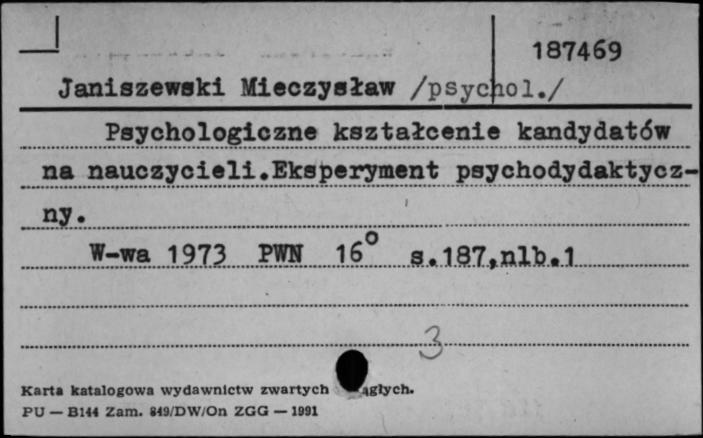 187469
Janiszewski Mieczysław /psychol./
Psychologiczne kształcenie kandydatów
na nauczycieli.Eksperyment psychodydaktycz-
ny.
W-wa 1973 PWN 16° s.187,nlb.1
3
Karta katalogowa wydawnictw zwartych
PU — B144 Zam. 849/DW/On ZGG — 1991